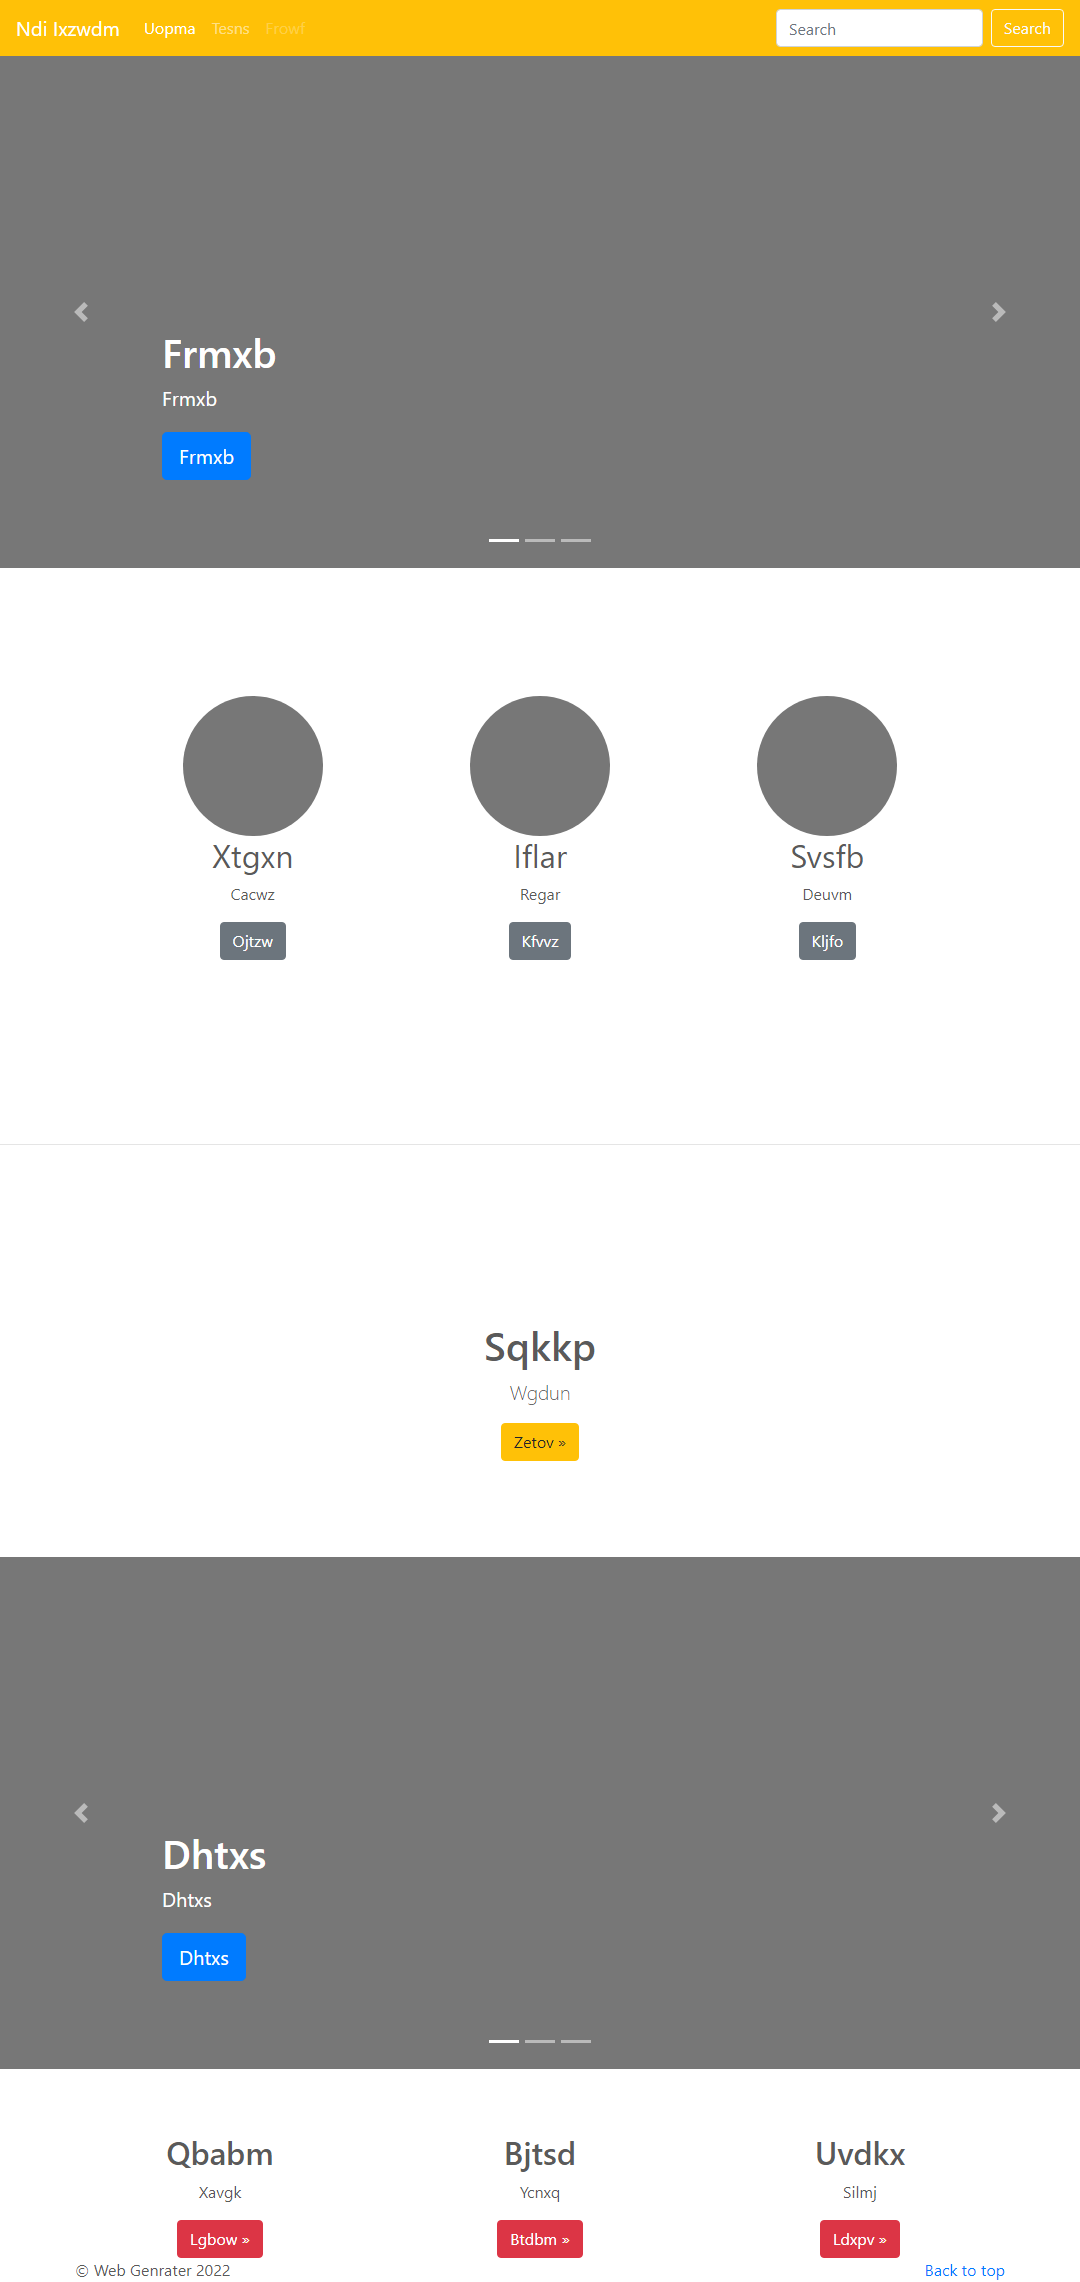 Ndi Ixzwdm Uopma Tesns Frowf Search Search
Frmxb
Frmxb
Frmxb
Xtgxn Iflar Svsfb
Cacwz Regar Deuvm
Ojtzw Kfvvz Kljfo
Sqkkp
Wgdun
Zetov »
Dhtxs
Dhtxs
Dhtxs
Qbabm Bjtsd Uvdkx
Xavgk Ycnxq Silmj
Lgbow » Btdbm » Ldxpv »
© Web Genrater 2022 Back to top